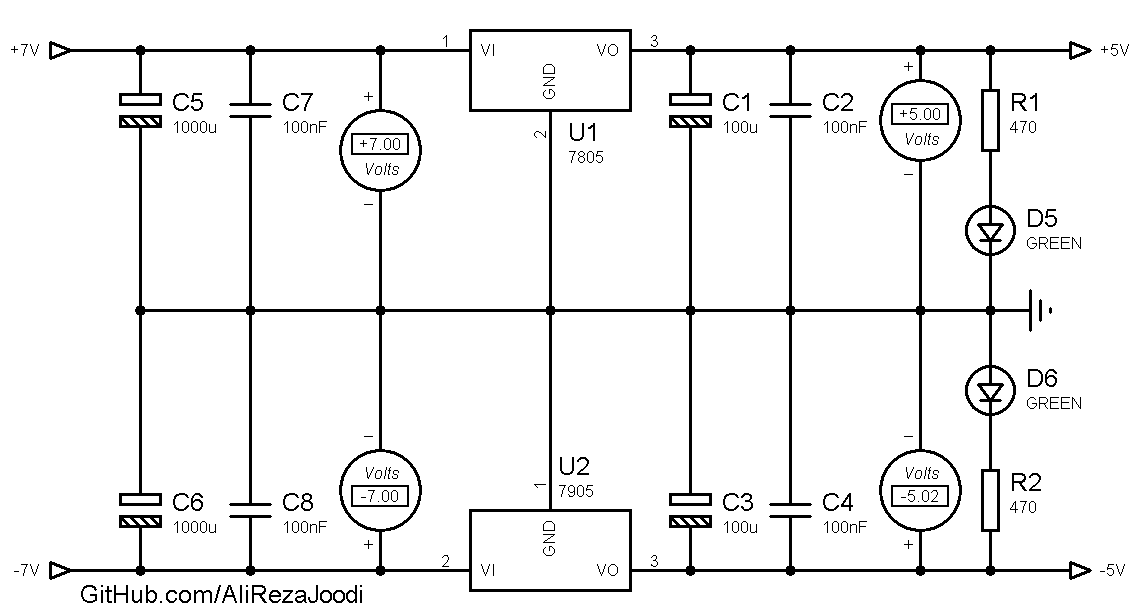 +7V
1
VI
VO
GND
3
+5V
C5
1000u
C7
100nF
+
+7.00
Volts
−
2
U1
7805
C1
100u
C2
100nF
+
+5.00
Volts
−
R1
470
D5
GREEN
D6
GREEN
−
Volts
-7.00
+
C6
1000u
C8
100nF
U2
7905
1
GND
C3
100u
C4
100nF
−
Volts
-5.02
+
R2
470
-7V
2
VI
VO
3
-5V
GitHub.com/AliRezaJoodi